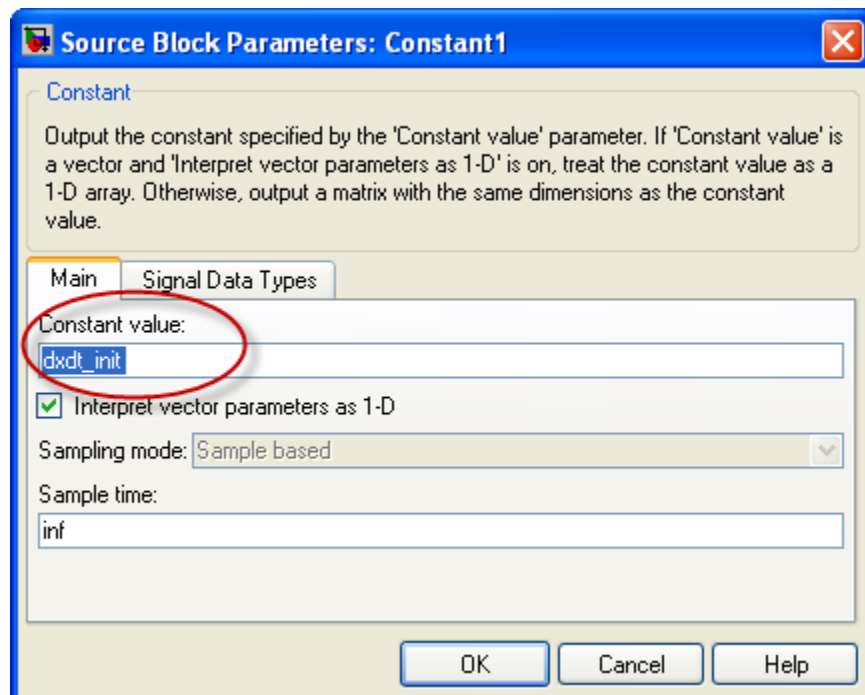 Source Block Parameters: Constant1
Constant
Output the constant specified by the 'Constant value' parameter. If 'Constant value' is
a vector and 'Interpret vector parameters as 1-D' is on, treat the constant value as a
1-D array. Otherwise, output a matrix with the same dimensions as the constant
value.
Main Signal Data Types
Constant value:
dxdt_init
Interpret vector parameters as 1-D
Sampling mode: Sample based
Sample time:
inf
OK Cancel Help